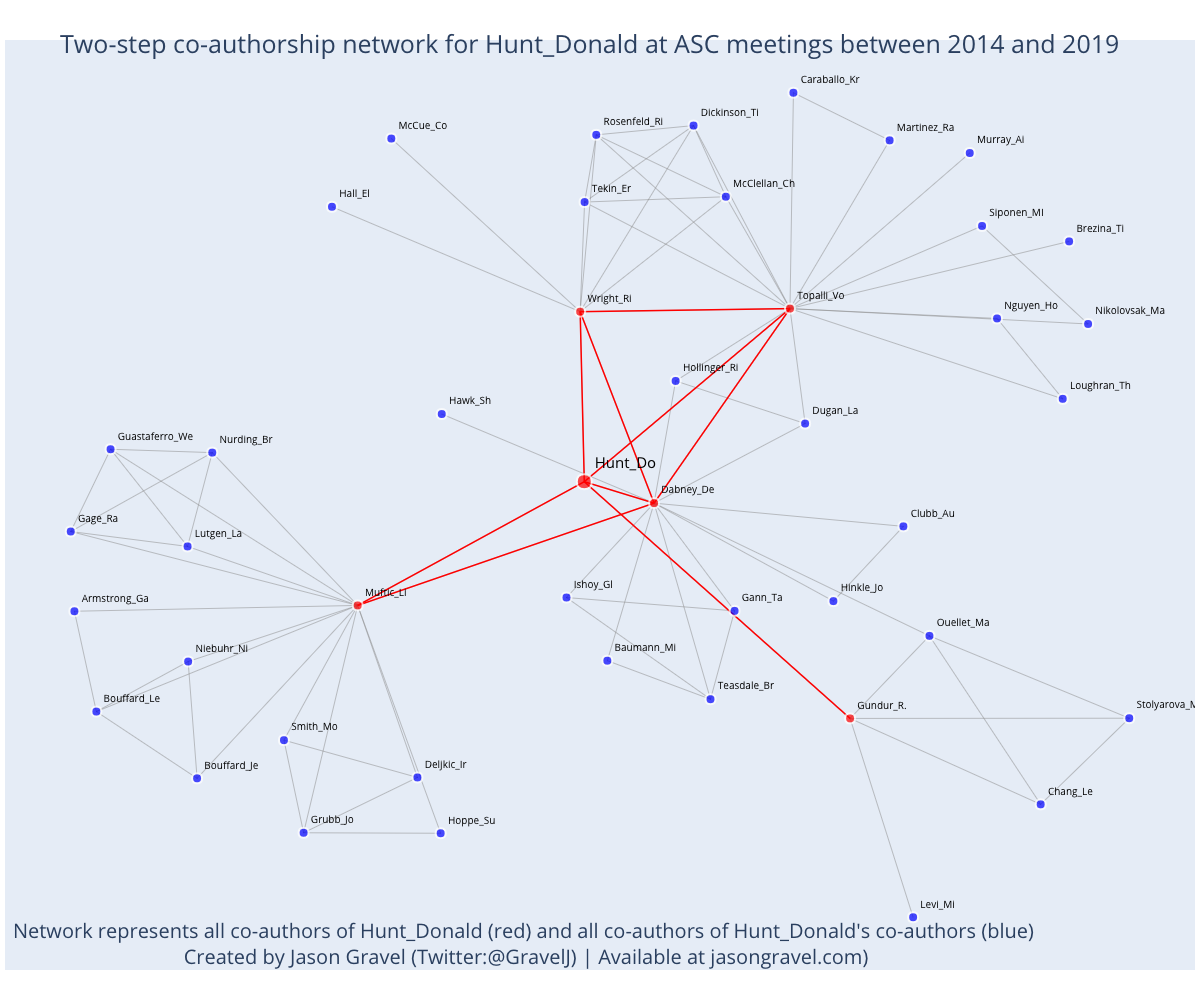 Two-step co-authorship network for Hunt_Donald at ASC meetings between 2014 and 2019
Caraballo_Kr
McCue_Co
Rosenfeld_Ri
Dickinson_Ti
Martinez_Ra
Murray_Ai
Hall_El
Tekin_Er
McClellan_Ch
Siponen_MI
Brezina_Ti
Wright_Ri
Topalli_Vo
Nguyen_Ho
Nikolovsak_Ma
Hollinger_Ri
Loughran_Th
Hawk_Sh
Dugan_La
Guastaferro_We
Nurding_Br
Hunt_Do
Dabney_De
Gage_Ra
Lutgen_La
Clubb_Au
Armstrong_Ga
Muftic_Li
Ishoy_Gl
Gann_Ta
Hinkle_Jo
Niebuhr_Ni
Baumann_Mi
Ouellet_Ma
Bouffard_Le
Teasdale_Br
Gundur_R.
Stolyarova_M
Smith_Mo
Bouffard_Je
Deljkic_Ir
Chang_Le
Grubb_Jo
Hoppe_Su
Levi_Mi
Network represents all co-authors of Hunt_Donald (red) and all co-authors of Hunt_Donald's co-authors (blue)
Created by Jason Gravel (Twitter:@GravelJ) | Available at jasongravel.com)